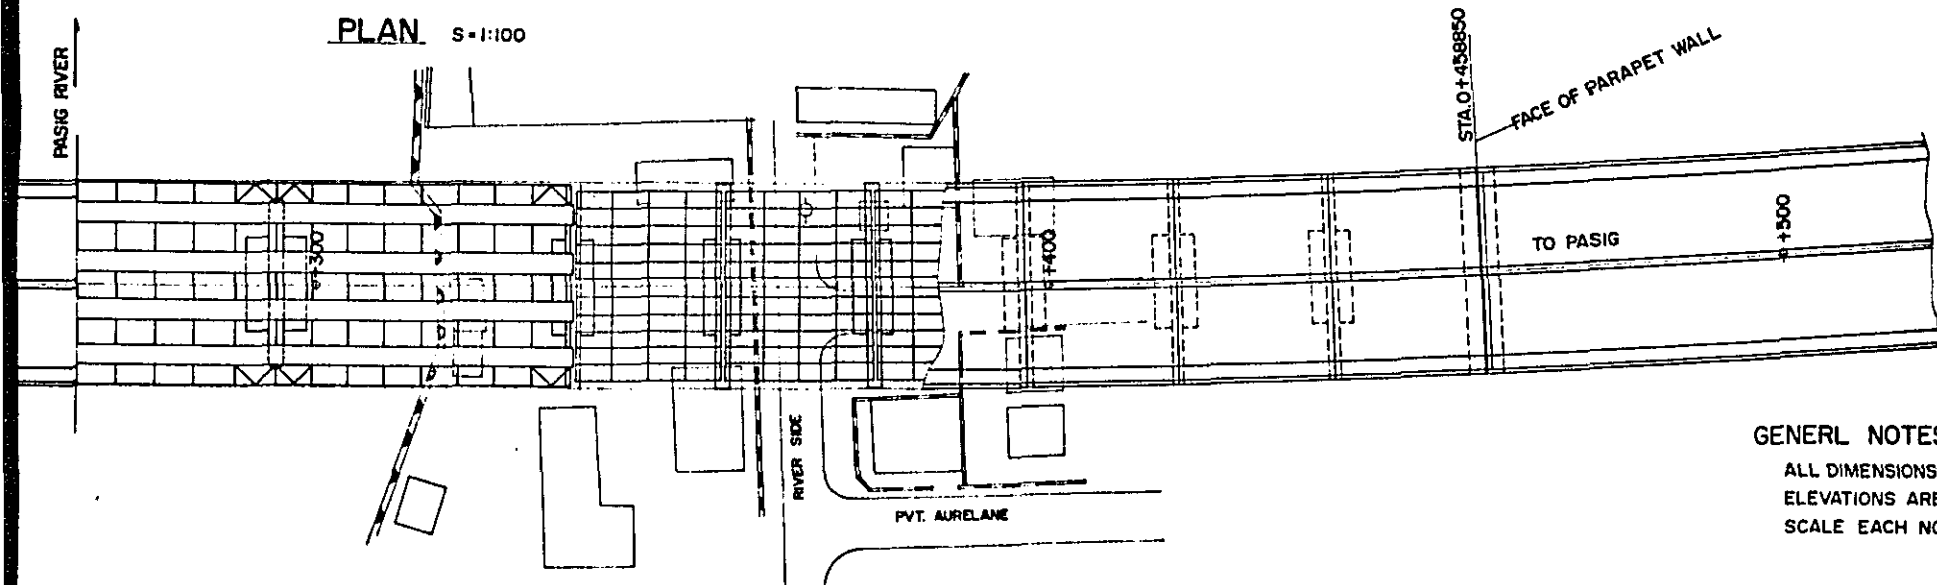 PLAN S=1:100
PASIG RIVER
STA.0+458850
FACE OF PARAPET WALL
+300
+400
TO PASIG
+500
RIVER SIDE
PVT. AURELANE
GENERL NOTES
ALL DIMENSIONS
ELEVATIONS ARE
SCALE EACH NO